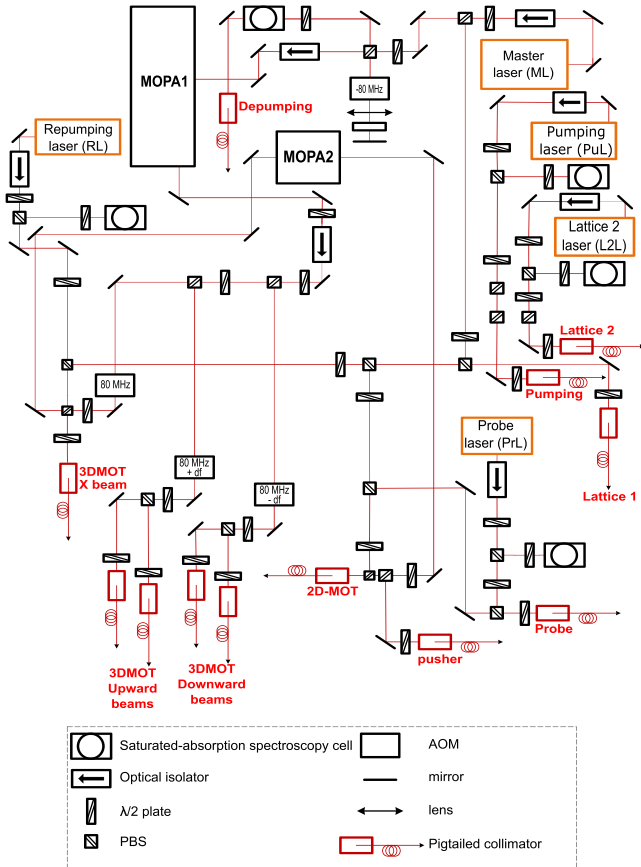 MOPA1
Master
laser (ML)
-80 MHz
Depumping
Repumping
laser (RL)
MOPA2
Pumping
laser (PuL)
Lattice 2
laser (L2L)
Lattice 2
Pumping
80 MHz
Lattice 1
Probe
laser (PrL)
3DMOT
X beam
80 MHz
+ df
80 MHz
- df
2D-MOT
Probe
pusher
3DMOT
Upward
beams
3DMOT
Downward
beams
Saturated-absorption spectroscopy cell
AOM
Optical isolator
mirror
λ/2 plate
lens
PBS
Pigtailed collimator